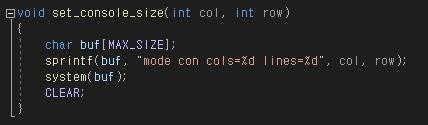 void set_console_size(int col, int row)
{
    char buf[MAX_SIZE];
    sprintf(buf, "mode con cols=%d lines=%d", col, row);
    system(buf);
    CLEAR;
}